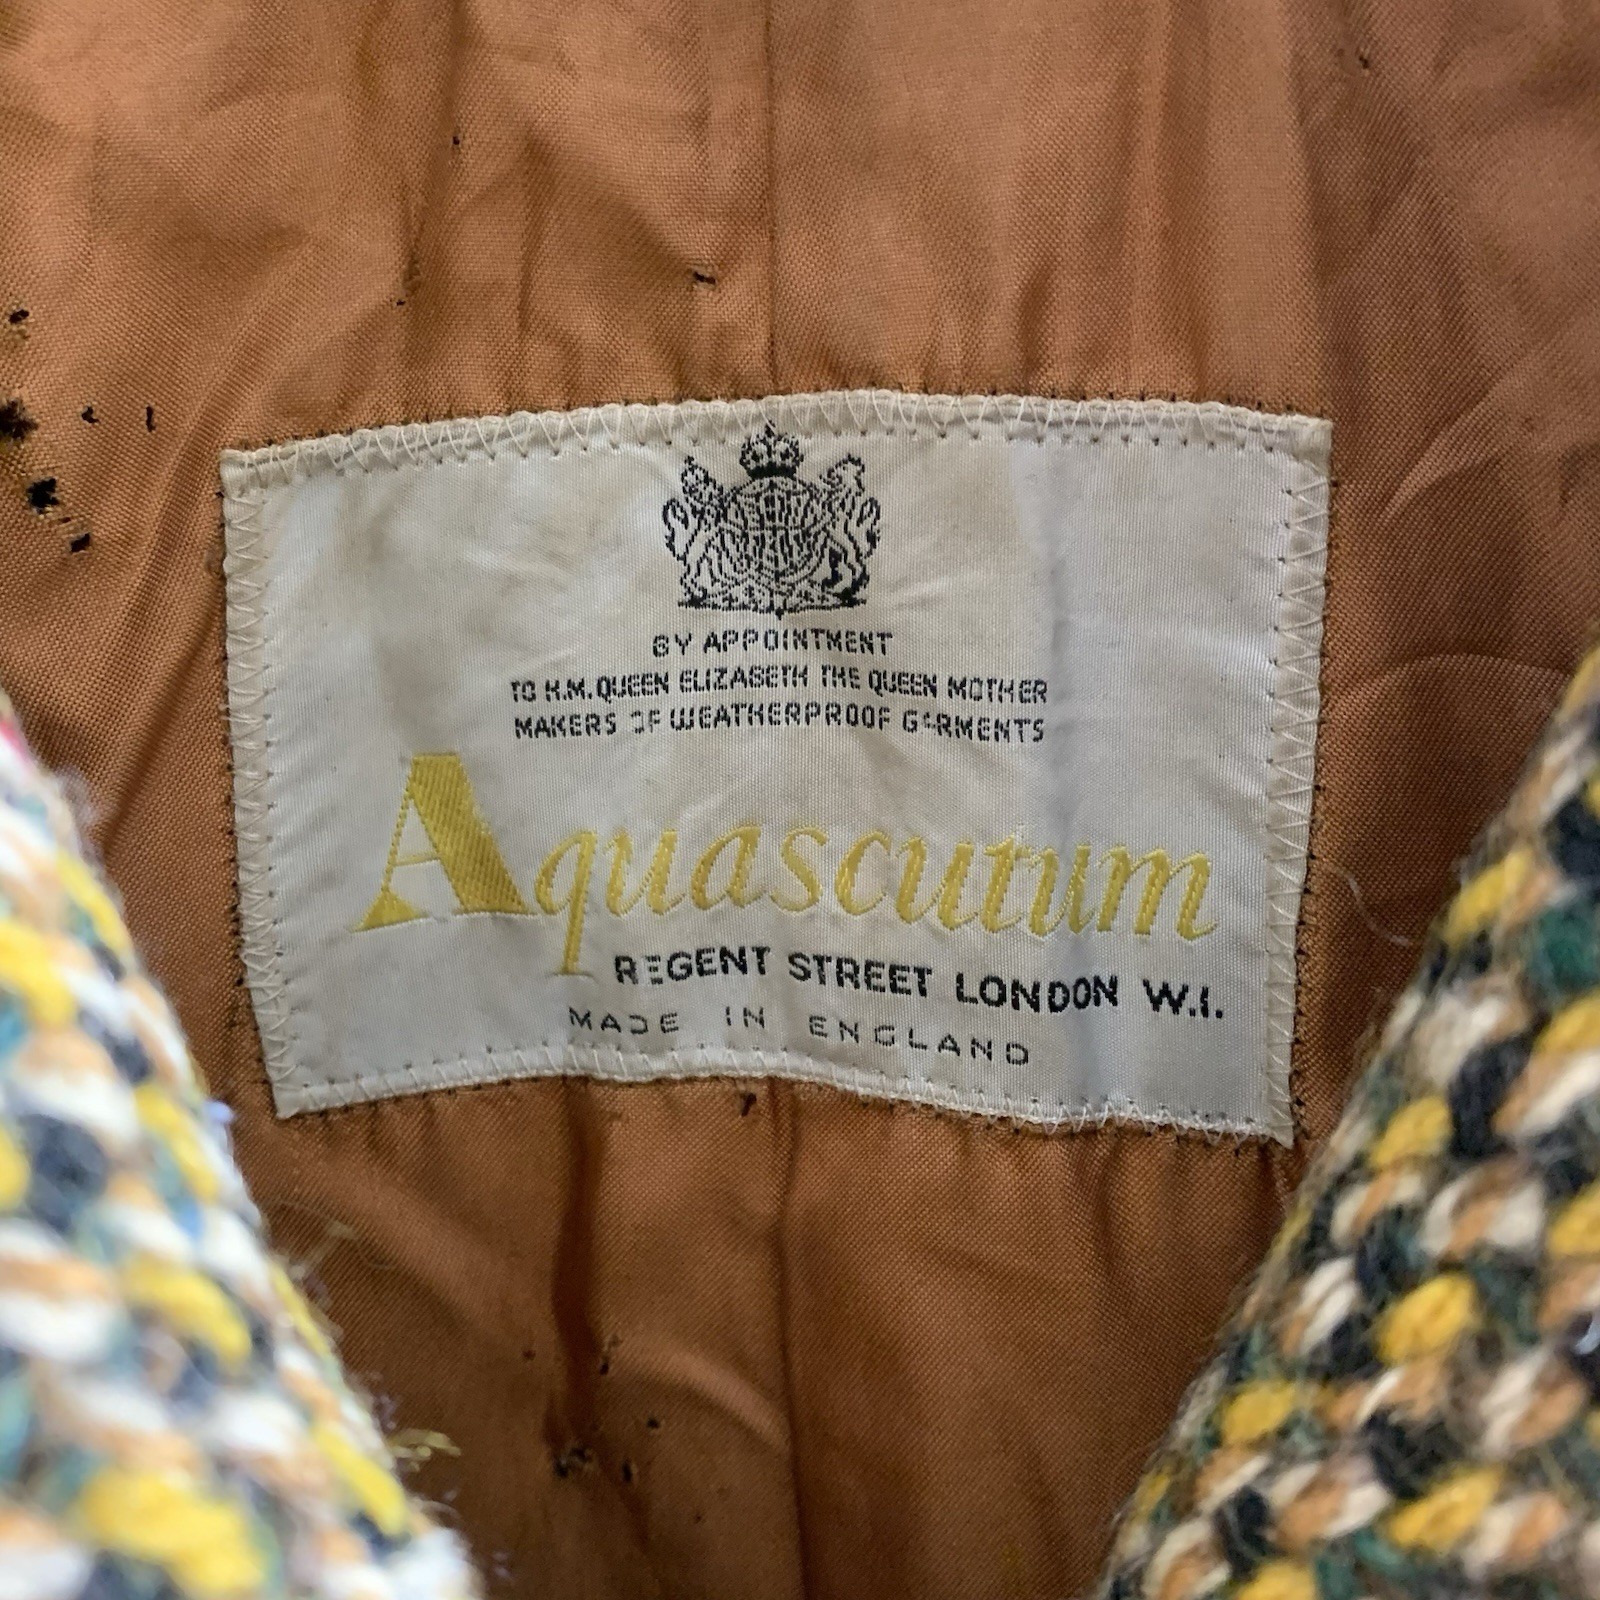 BY APPOINTMENT
TO H.M. QUEEN ELIZABETH THE QUEEN MOTHER
MAKERS OF WEATHERPROOF GARMENTS
Aquascutum
REGENT STREET LONDON W.I.
MADE IN ENGLAND